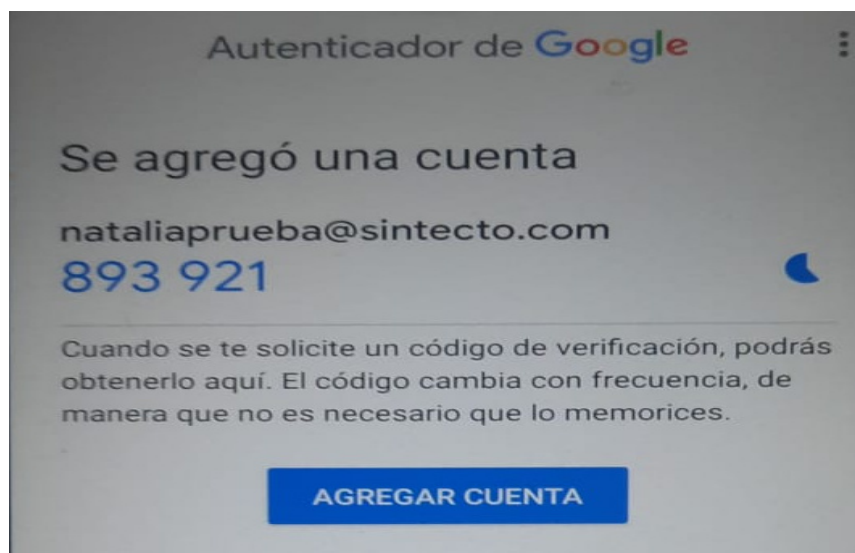 Autenticador de Google
Se agregó una cuenta
nataliaprueba@sintecto.com
893 921
Cuando se te solicite un código de verificación, podrás
obtenerlo aquí. El código cambia con frecuencia, de
manera que no es necesario que lo memorices.
AGREGAR CUENTA